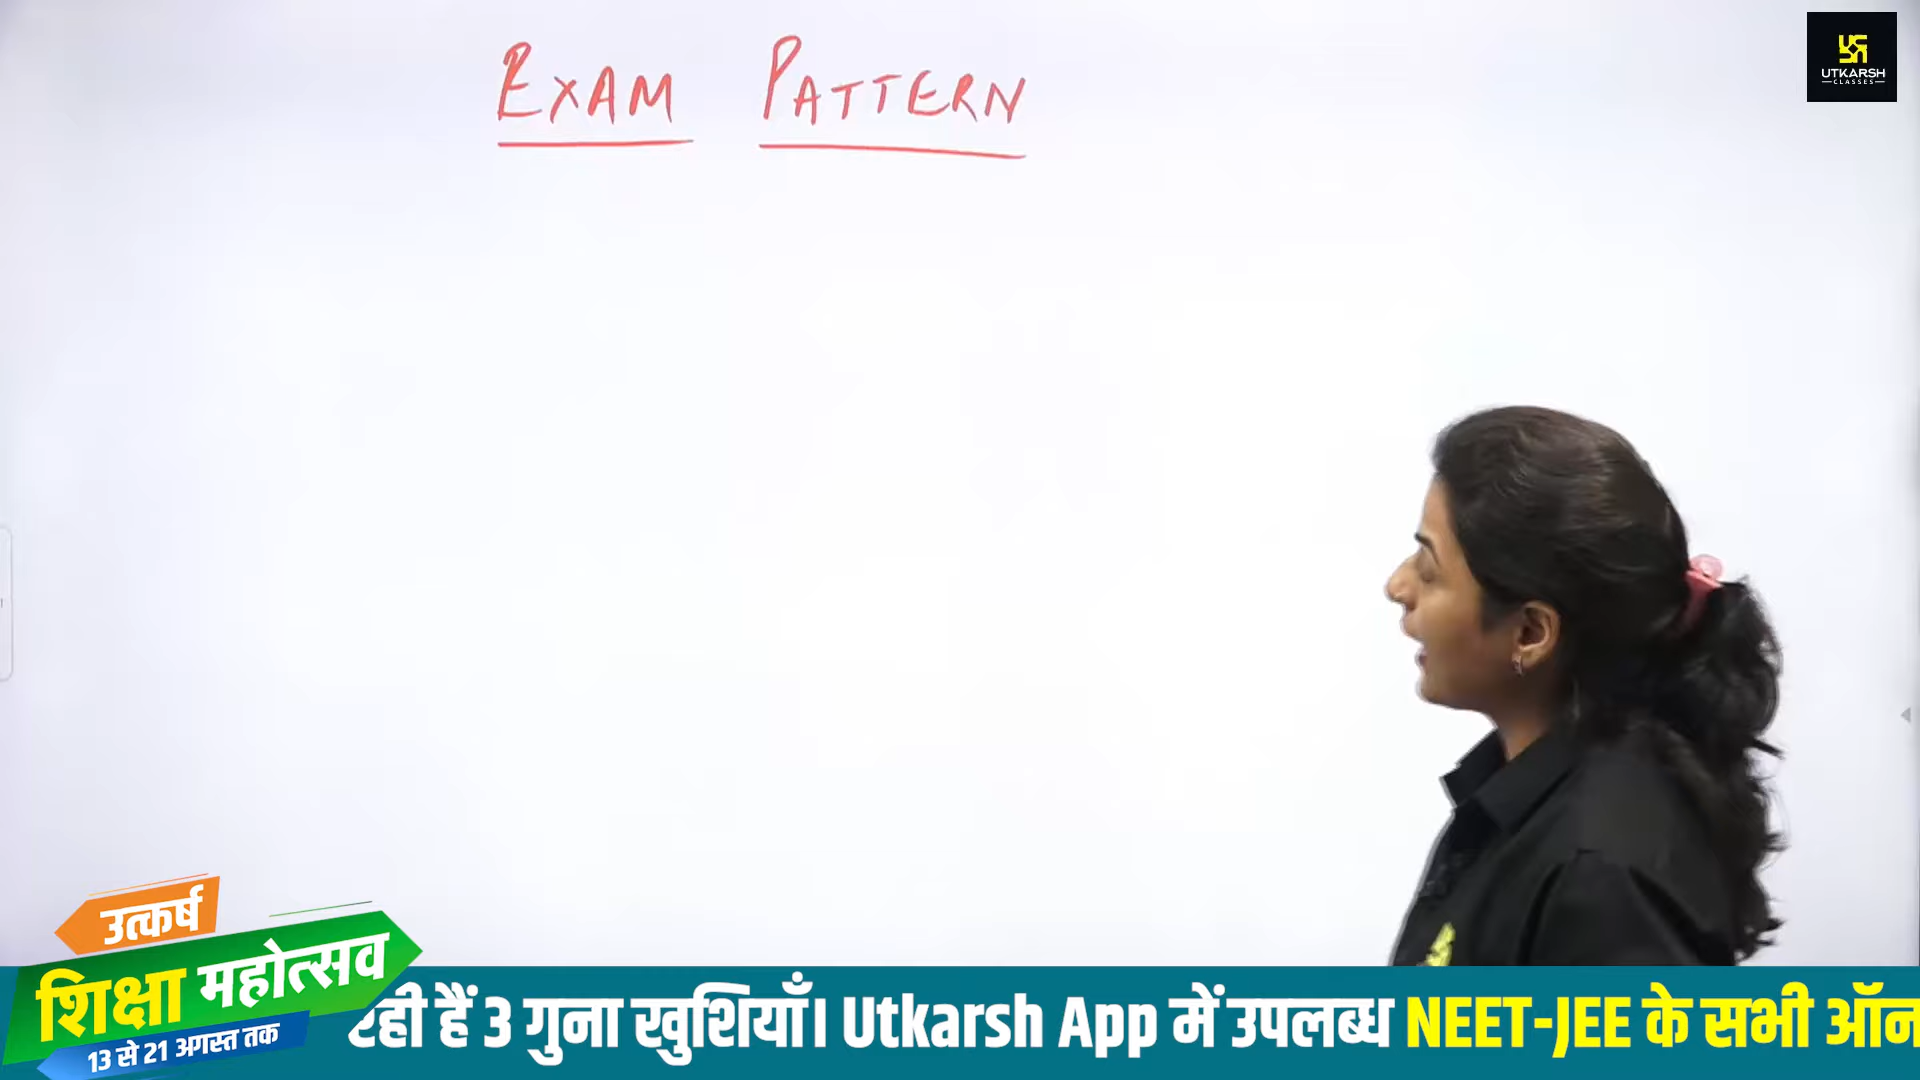 EXAM PATTERN
UTKARSH
CLASSES
उत्कर्ष
शिक्षा महोत्सव
13 से 21 अगस्त तक
रही हैं 3 गुना खुशियाँ। Utkarsh App में उपलब्ध NEET-JEE के सभी